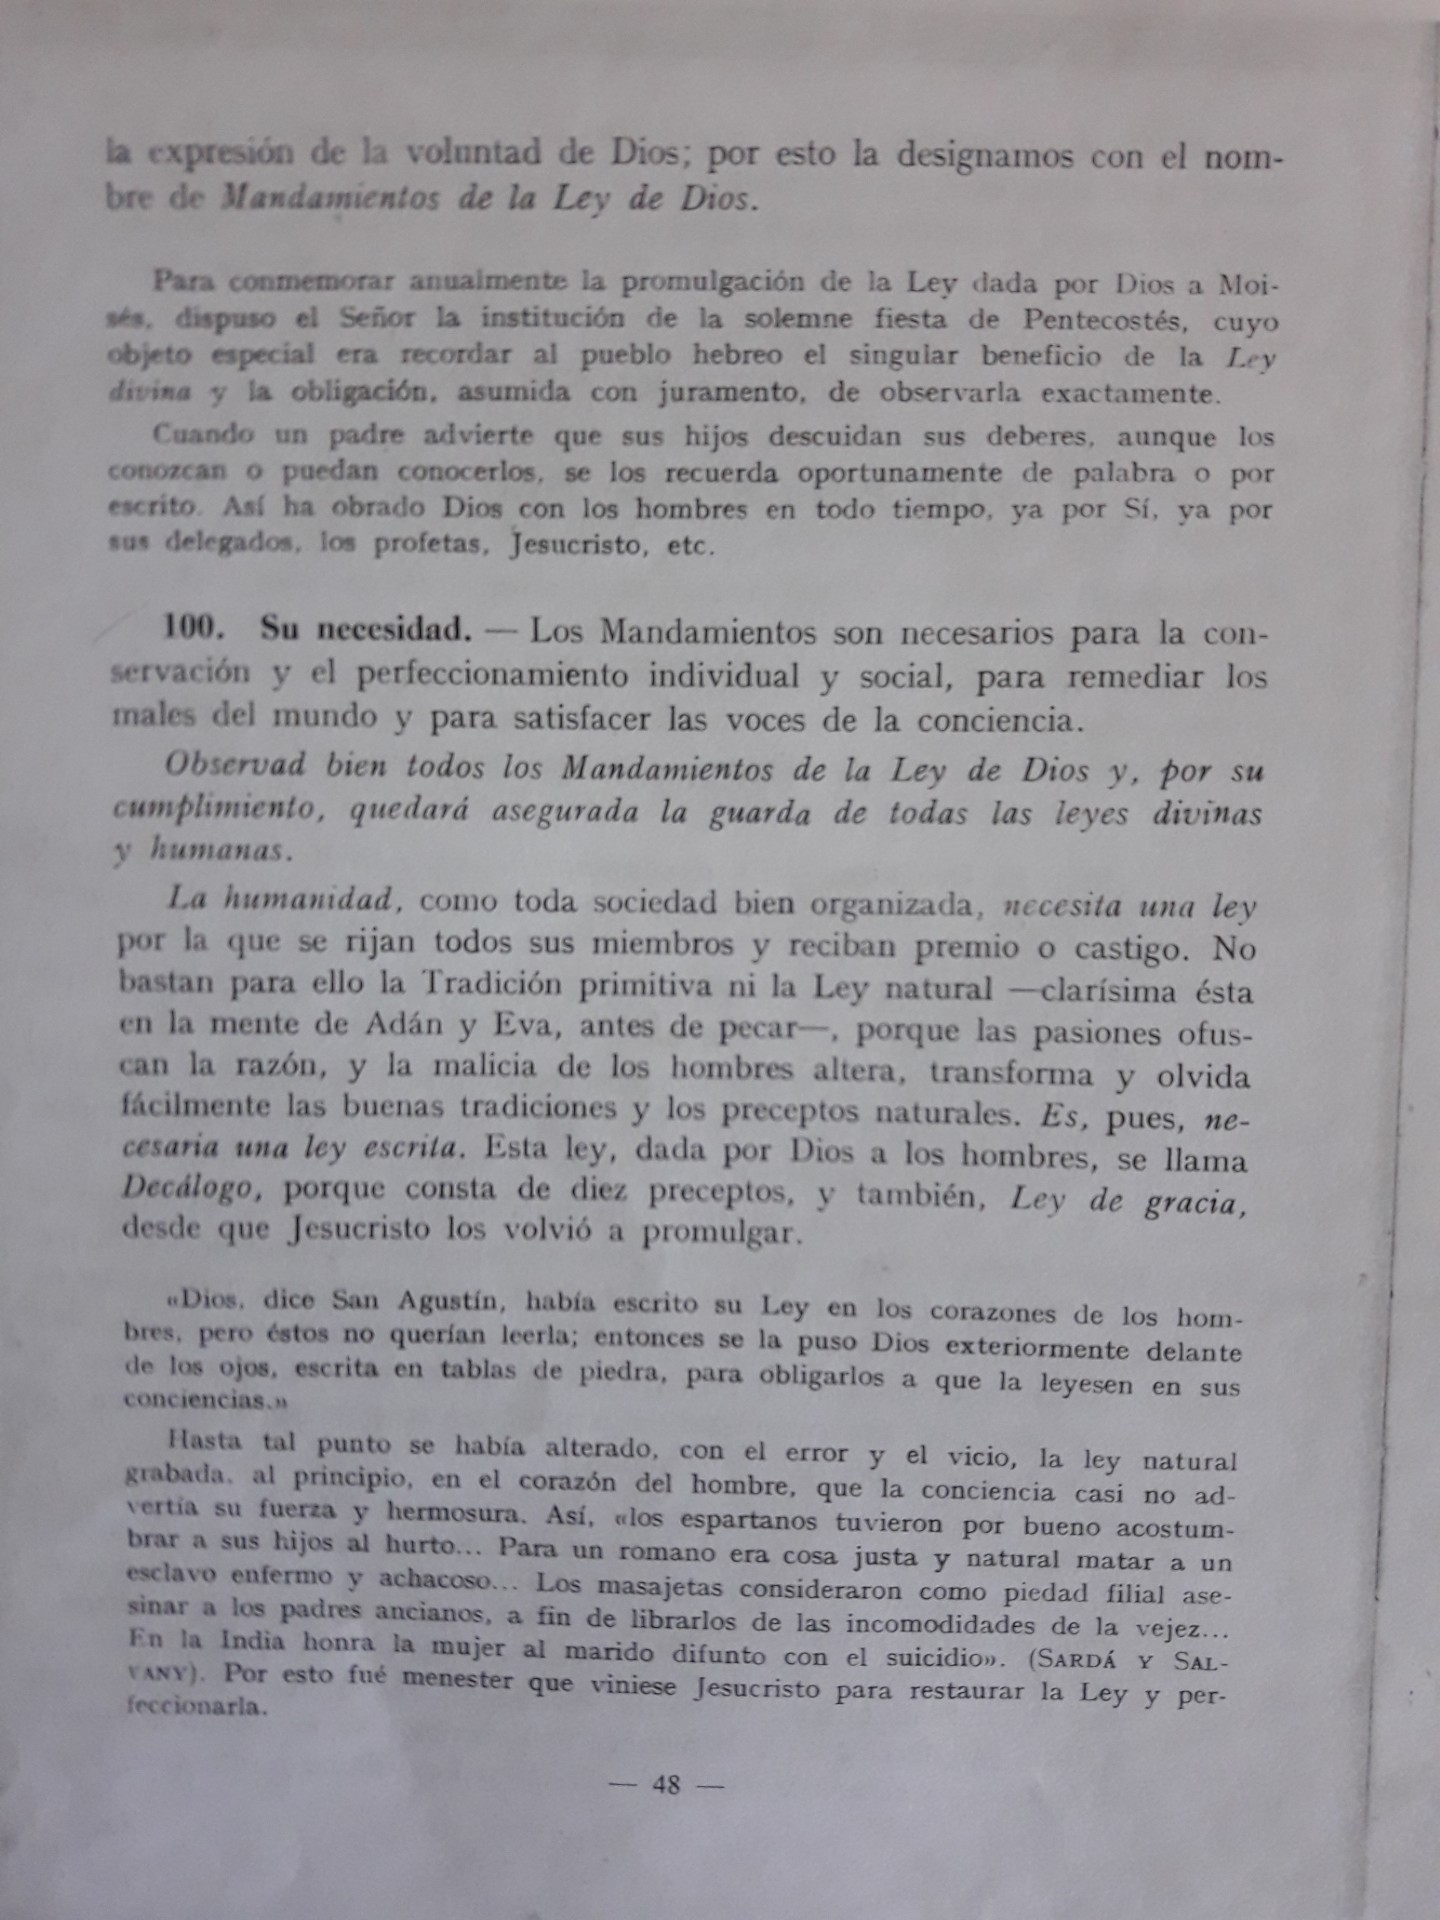 la expresión de la voluntad de Dios; por esto la designamos con el nom-
bre de Mandamientos de la Ley de Dios.
Para conmemorar anualmente la promulgación de la Ley dada por Dios a Moi-
sés, dispuso el Señor la institución de la solemne fiesta de Pentecostés, cuyo
objeto especial era recordar al pueblo hebreo el singular beneficio de la Ley
divina y la obligación, asumida con juramento, de observarla exactamente.
Cuando un padre advierte que sus hijos descuidan sus deberes, aunque los
conozcan o puedan conocerlos, se los recuerda oportunamente de palabra o por
escrito. Así ha obrado Dios con los hombres en todo tiempo, ya por Sí, ya por
sus delegados, los profetas, Jesucristo, etc.
100. Su necesidad. — Los Mandamientos son necesarios para la con-
servación y el perfeccionamiento individual y social, para remediar los
males del mundo y para satisfacer las voces de la conciencia.
Observad bien todos los Mandamientos de la Ley de Dios y, por su
cumplimiento, quedará asegurada la guarda de todas las leyes divinas
y humanas.
La humanidad, como toda sociedad bien organizada, necesita una ley
por la que se rijan todos sus miembros y reciban premio o castigo. No
bastan para ello la Tradición primitiva ni la Ley natural —clarísima ésta
en la mente de Adán y Eva, antes de pecar—, porque las pasiones ofus-
can la razón, y la malicia de los hombres altera, transforma y olvida
fácilmente las buenas tradiciones y los preceptos naturales. Es, pues, ne-
cesaria una ley escrita. Esta ley, dada por Dios a los hombres, se llama
Decálogo, porque consta de diez preceptos, y también, Ley de gracia,
desde que Jesucristo los volvió a promulgar.
«Dios, dice San Agustín, había escrito su Ley en los corazones de los hom-
bres, pero éstos no querían leerla; entonces se la puso Dios exteriormente delante
de los ojos, escrita en tablas de piedra, para obligarlos a que la leyesen en sus
conciencias.»
Hasta tal punto se había alterado, con el error y el vicio, la ley natural
grabada, al principio, en el corazón del hombre, que la conciencia casi no ad-
vertía su fuerza y hermosura. Así, «los espartanos tuvieron por bueno acostum-
brar a sus hijos al hurto... Para un romano era cosa justa y natural matar a un
esclavo enfermo y achacoso... Los masajetas consideraron como piedad filial ase-
sinar a los padres ancianos, a fin de librarlos de las incomodidades de la vejez...
En la India honra la mujer al marido difunto con el suicidio». (SARDÁ Y SAL-
VANY). Por esto fué menester que viniese Jesucristo para restaurar la Ley y per-
feccionarla.
— 48 —